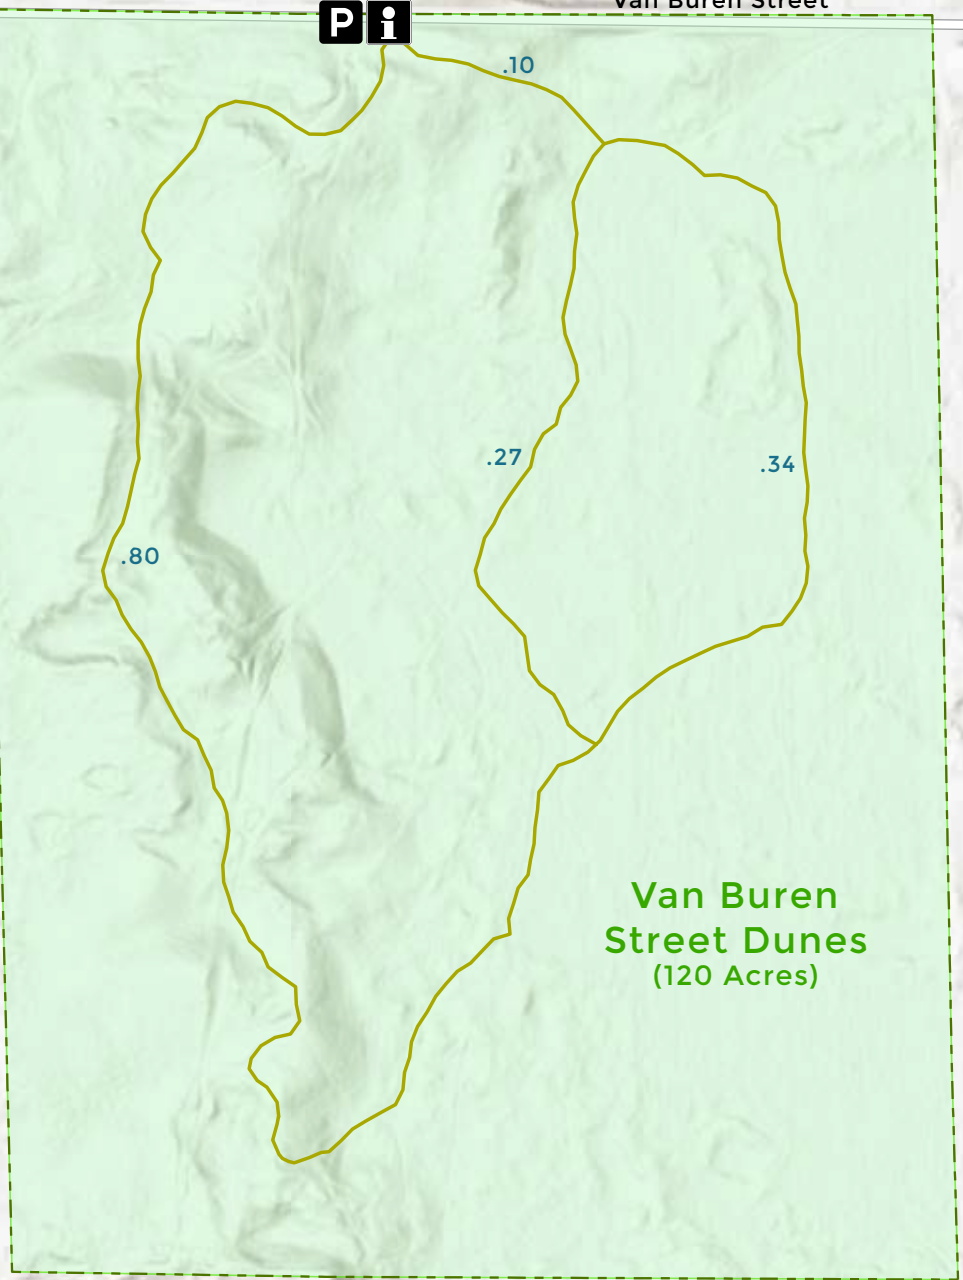 Van Buren Street
P i
.10
.27
.34
.80
Van Buren
Street Dunes
(120 Acres)